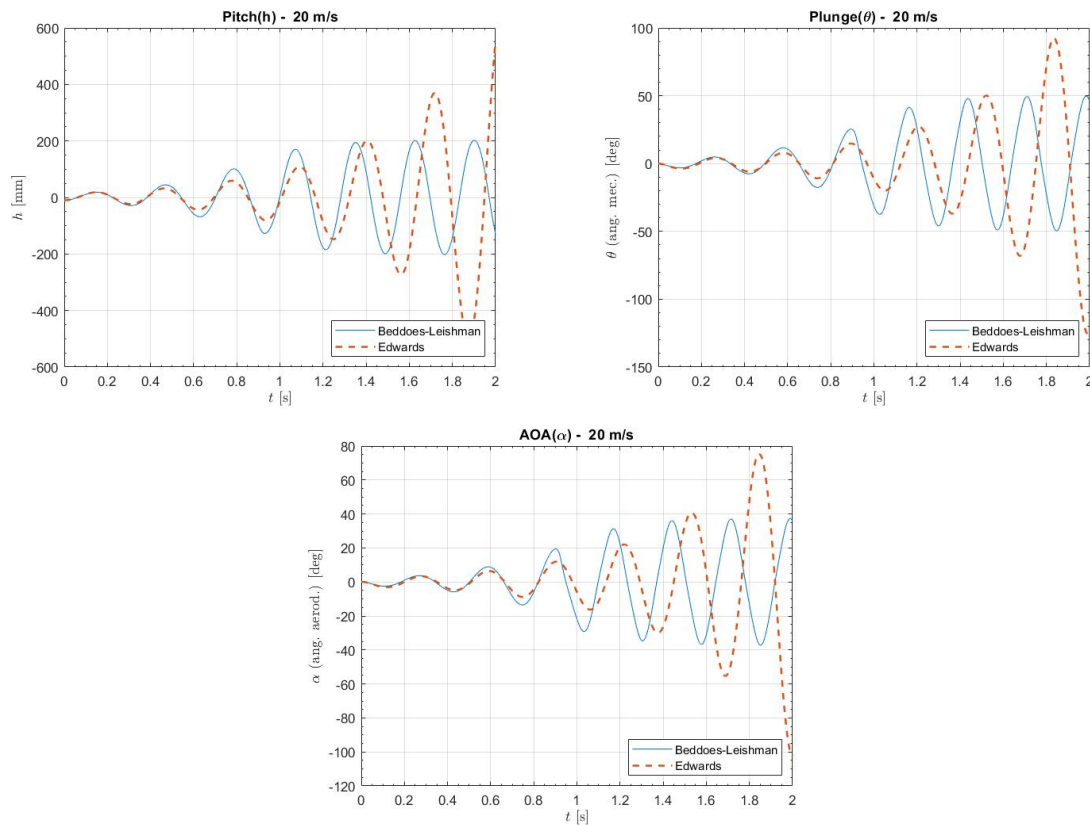 Pitch(h) - 20 m/s
600
400
200
0
-200
-400
-600
h [mm]
0 0.2 0.4 0.6 0.8 1 1.2 1.4 1.6 1.8 2
t [s]
Beddoes-Leishman
Edwards
Plunge(θ) - 20 m/s
100
50
0
-50
-100
-150
θ (ang. mec.) [deg]
0 0.2 0.4 0.6 0.8 1 1.2 1.4 1.6 1.8 2
t [s]
Beddoes-Leishman
Edwards
AOA(α) - 20 m/s
80
60
40
20
0
-20
-40
-60
-80
-100
-120
α (ang. aerod.) [deg]
0 0.2 0.4 0.6 0.8 1 1.2 1.4 1.6 1.8 2
t [s]
Beddoes-Leishman
Edwards